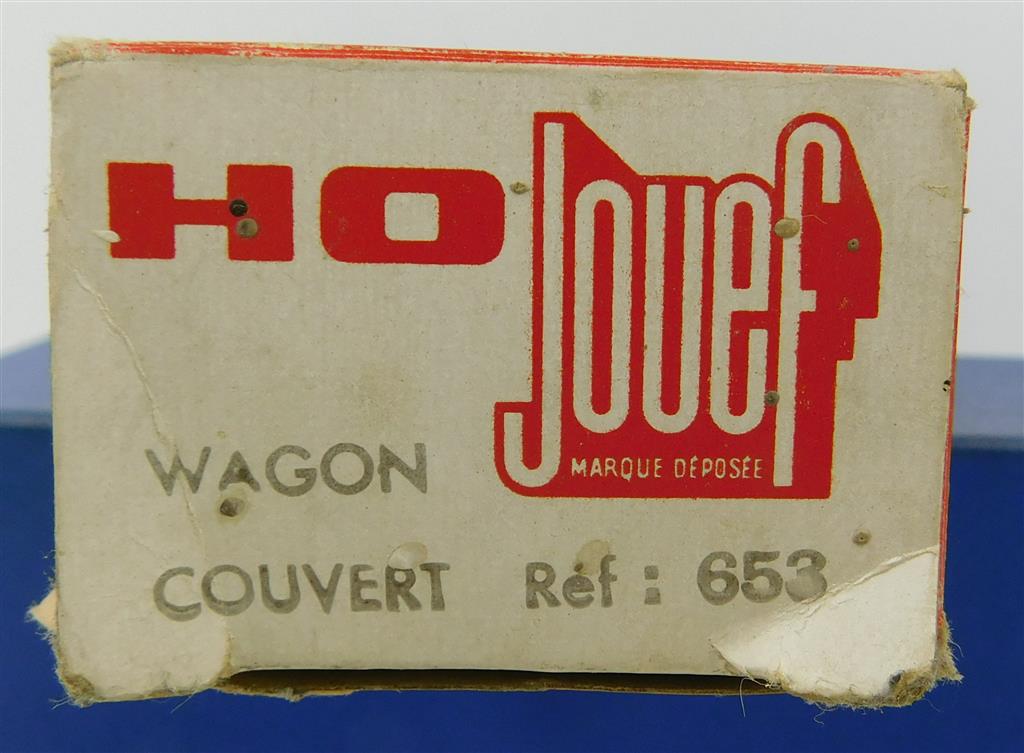 HO Jouef
MARQUE DÉPOSÉE
WAGON
COUVERT Réf : 653